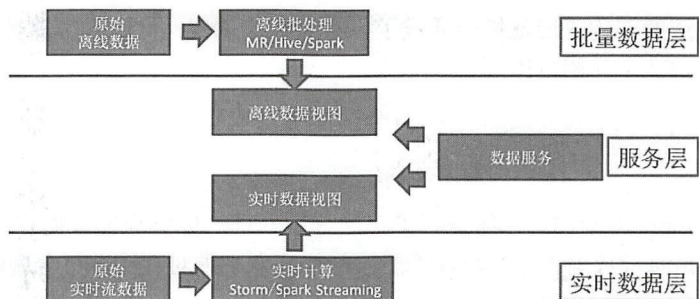 原始
离线数据
离线批处理
MR/Hive/Spark
批量数据层
离线数据视图
数据服务
服务层
实时数据视图
原始
实时流数据
实时计算
Storm/Spark Streaming
实时数据层